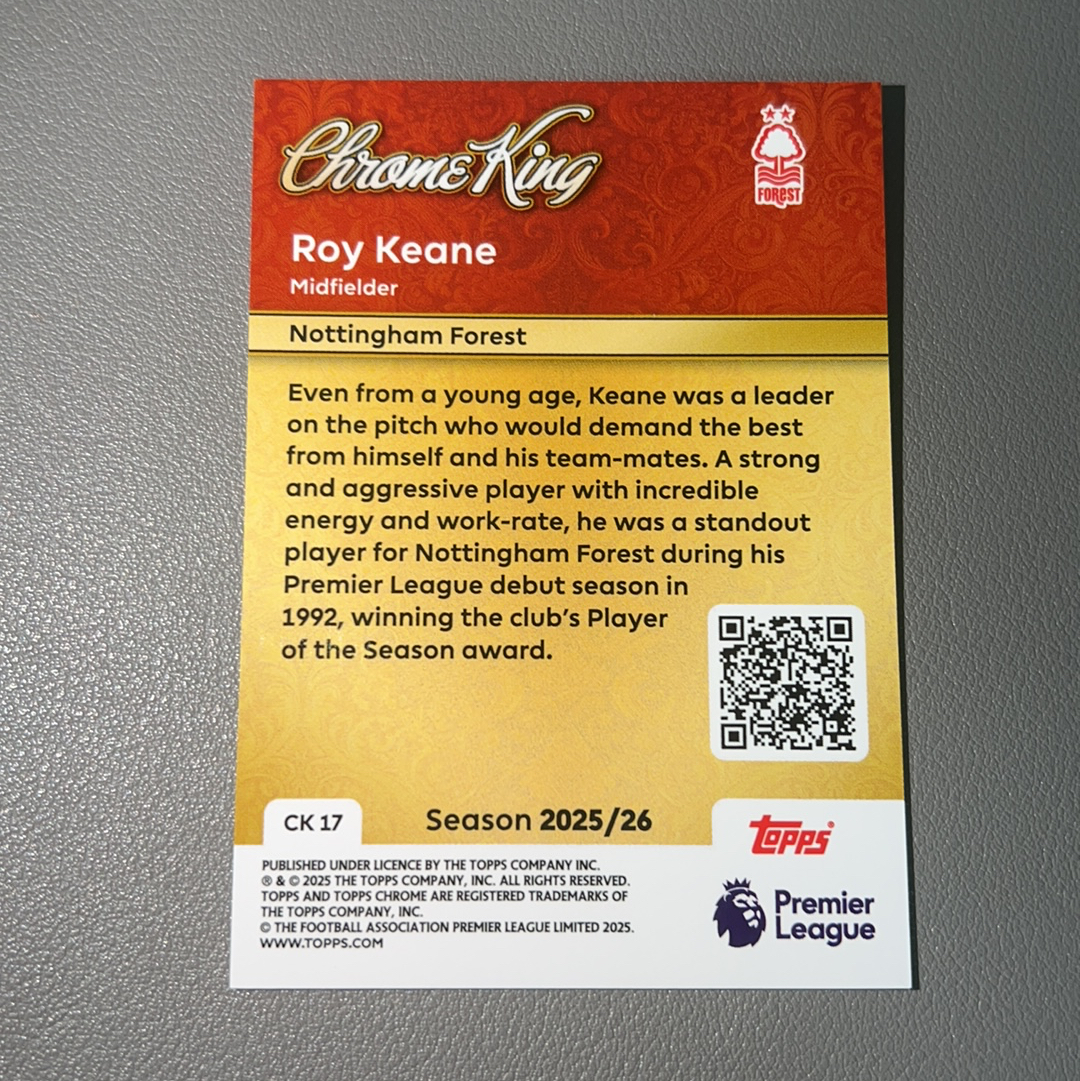 Chrome King
FOREST
Roy Keane
Midfielder
Nottingham Forest
Even from a young age, Keane was a leader
on the pitch who would demand the best
from himself and his team-mates. A strong
and aggressive player with incredible
energy and work-rate, he was a standout
player for Nottingham Forest during his
Premier League debut season in
1992, winning the club's Player
of the Season award.
CK 17
Season 2025/26
Topps®
PUBLISHED UNDER LICENCE BY THE TOPPS COMPANY INC.
® & © 2025 THE TOPPS COMPANY, INC. ALL RIGHTS RESERVED.
TOPPS AND TOPPS CHROME ARE REGISTERED TRADEMARKS OF
THE TOPPS COMPANY, INC.
© THE FOOTBALL ASSOCIATION PREMIER LEAGUE LIMITED 2025.
WWW.TOPPS.COM
Premier
League